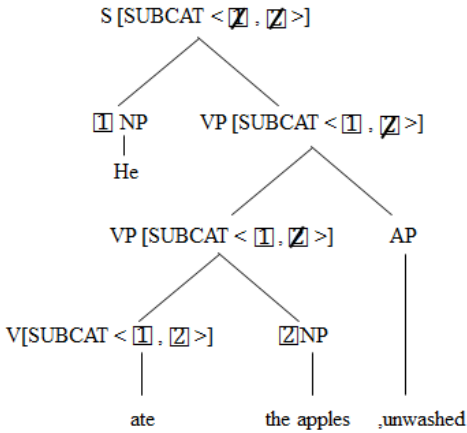 S [SUBCAT < 1 , 2 >]
1 NP VP [SUBCAT < 1 , 2 >]
He
VP [SUBCAT < 1 , 2 >] AP
V[SUBCAT < 1 , 2 >] 2 NP
ate the apples ,unwashed